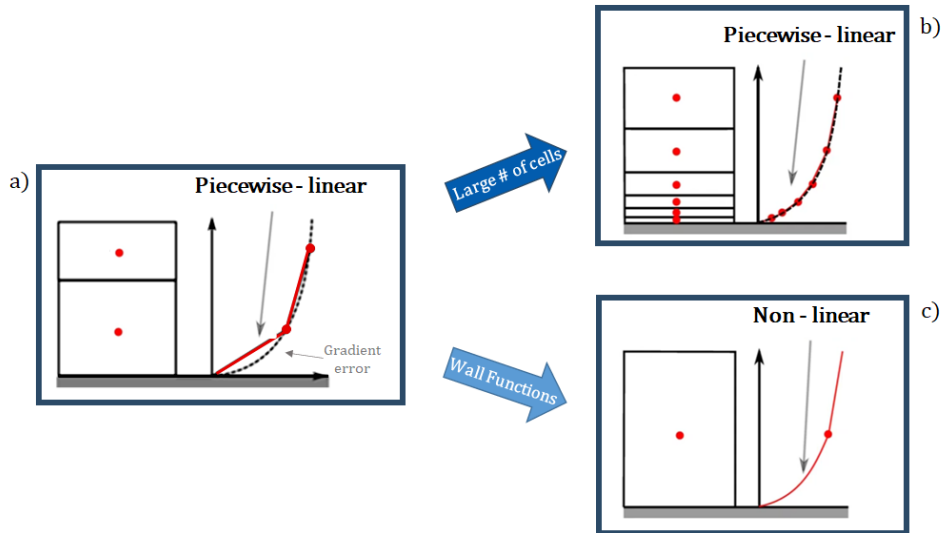 a)
Piecewise - linear
Gradient
error
Large # of cells
Wall Functions
b)
Piecewise - linear
c)
Non - linear